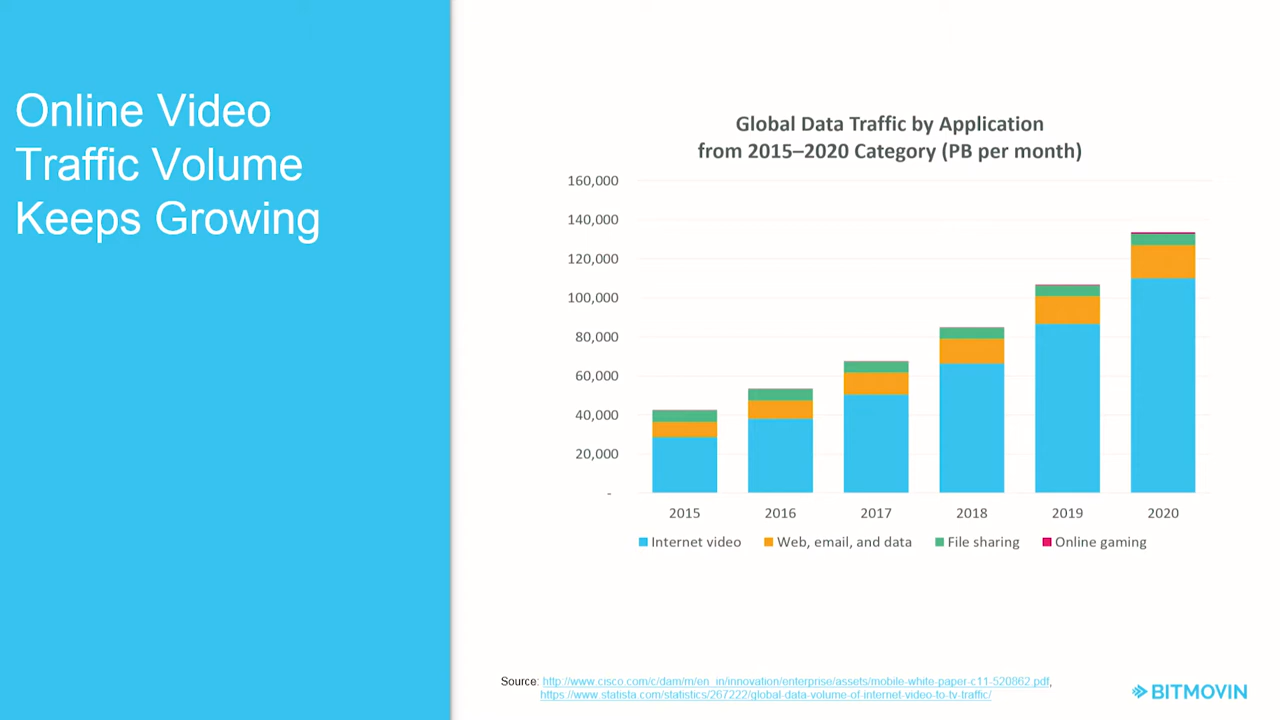 Online Video
Traffic Volume
Keeps Growing
Global Data Traffic by Application
from 2015–2020 Category (PB per month)
160,000
140,000
120,000
100,000
80,000
60,000
40,000
20,000
-
2015 2016 2017 2018 2019 2020
Internet video Web, email, and data File sharing Online gaming
Source: http://www.cisco.com/c/dam/m/en_in/innovation/enterprise/assets/mobile-white-paper-c11-520862.pdf,
https://www.statista.com/statistics/267222/global-data-volume-of-internet-video-to-tv-traffic/
BITMOVIN